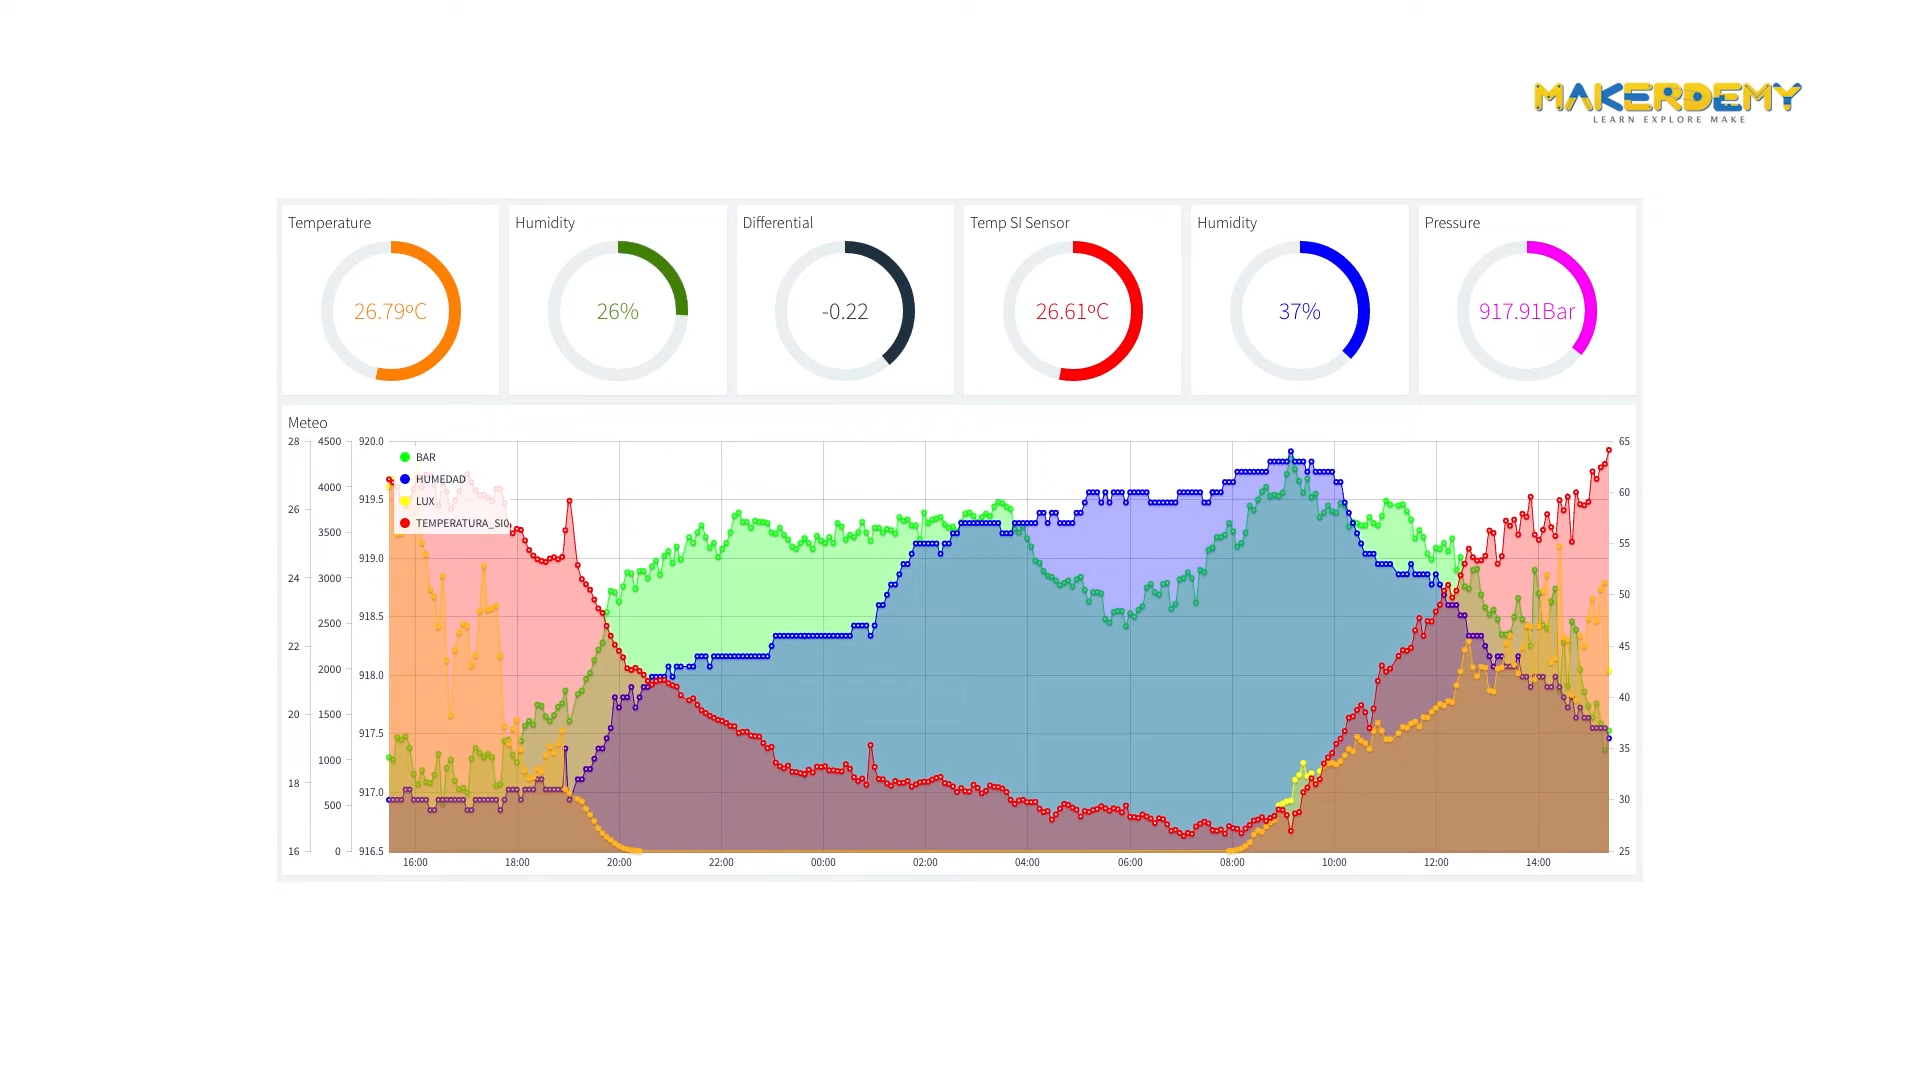 MAKERDEMY
LEARN EXPLORE MAKE
Temperature
26.79ºC
Humidity
26%
Differential
-0.22
Temp SI Sensor
26.61ºC
Humidity
37%
Pressure
917.91Bar
Meteo
28 4500 920.0 65
BAR
HUMEDAD
4000 919.5 60
LUX
26
TEMPERATURA_SI0
3500 55
919.0
24 3000
50
918.5
2500
22 45
2000 918.0
40
20 1500
917.5
35
1000
18
917.0 30
500
16 0 916.5 25
16:00 18:00 20:00 22:00 00:00 02:00 04:00 06:00 08:00 10:00 12:00 14:00